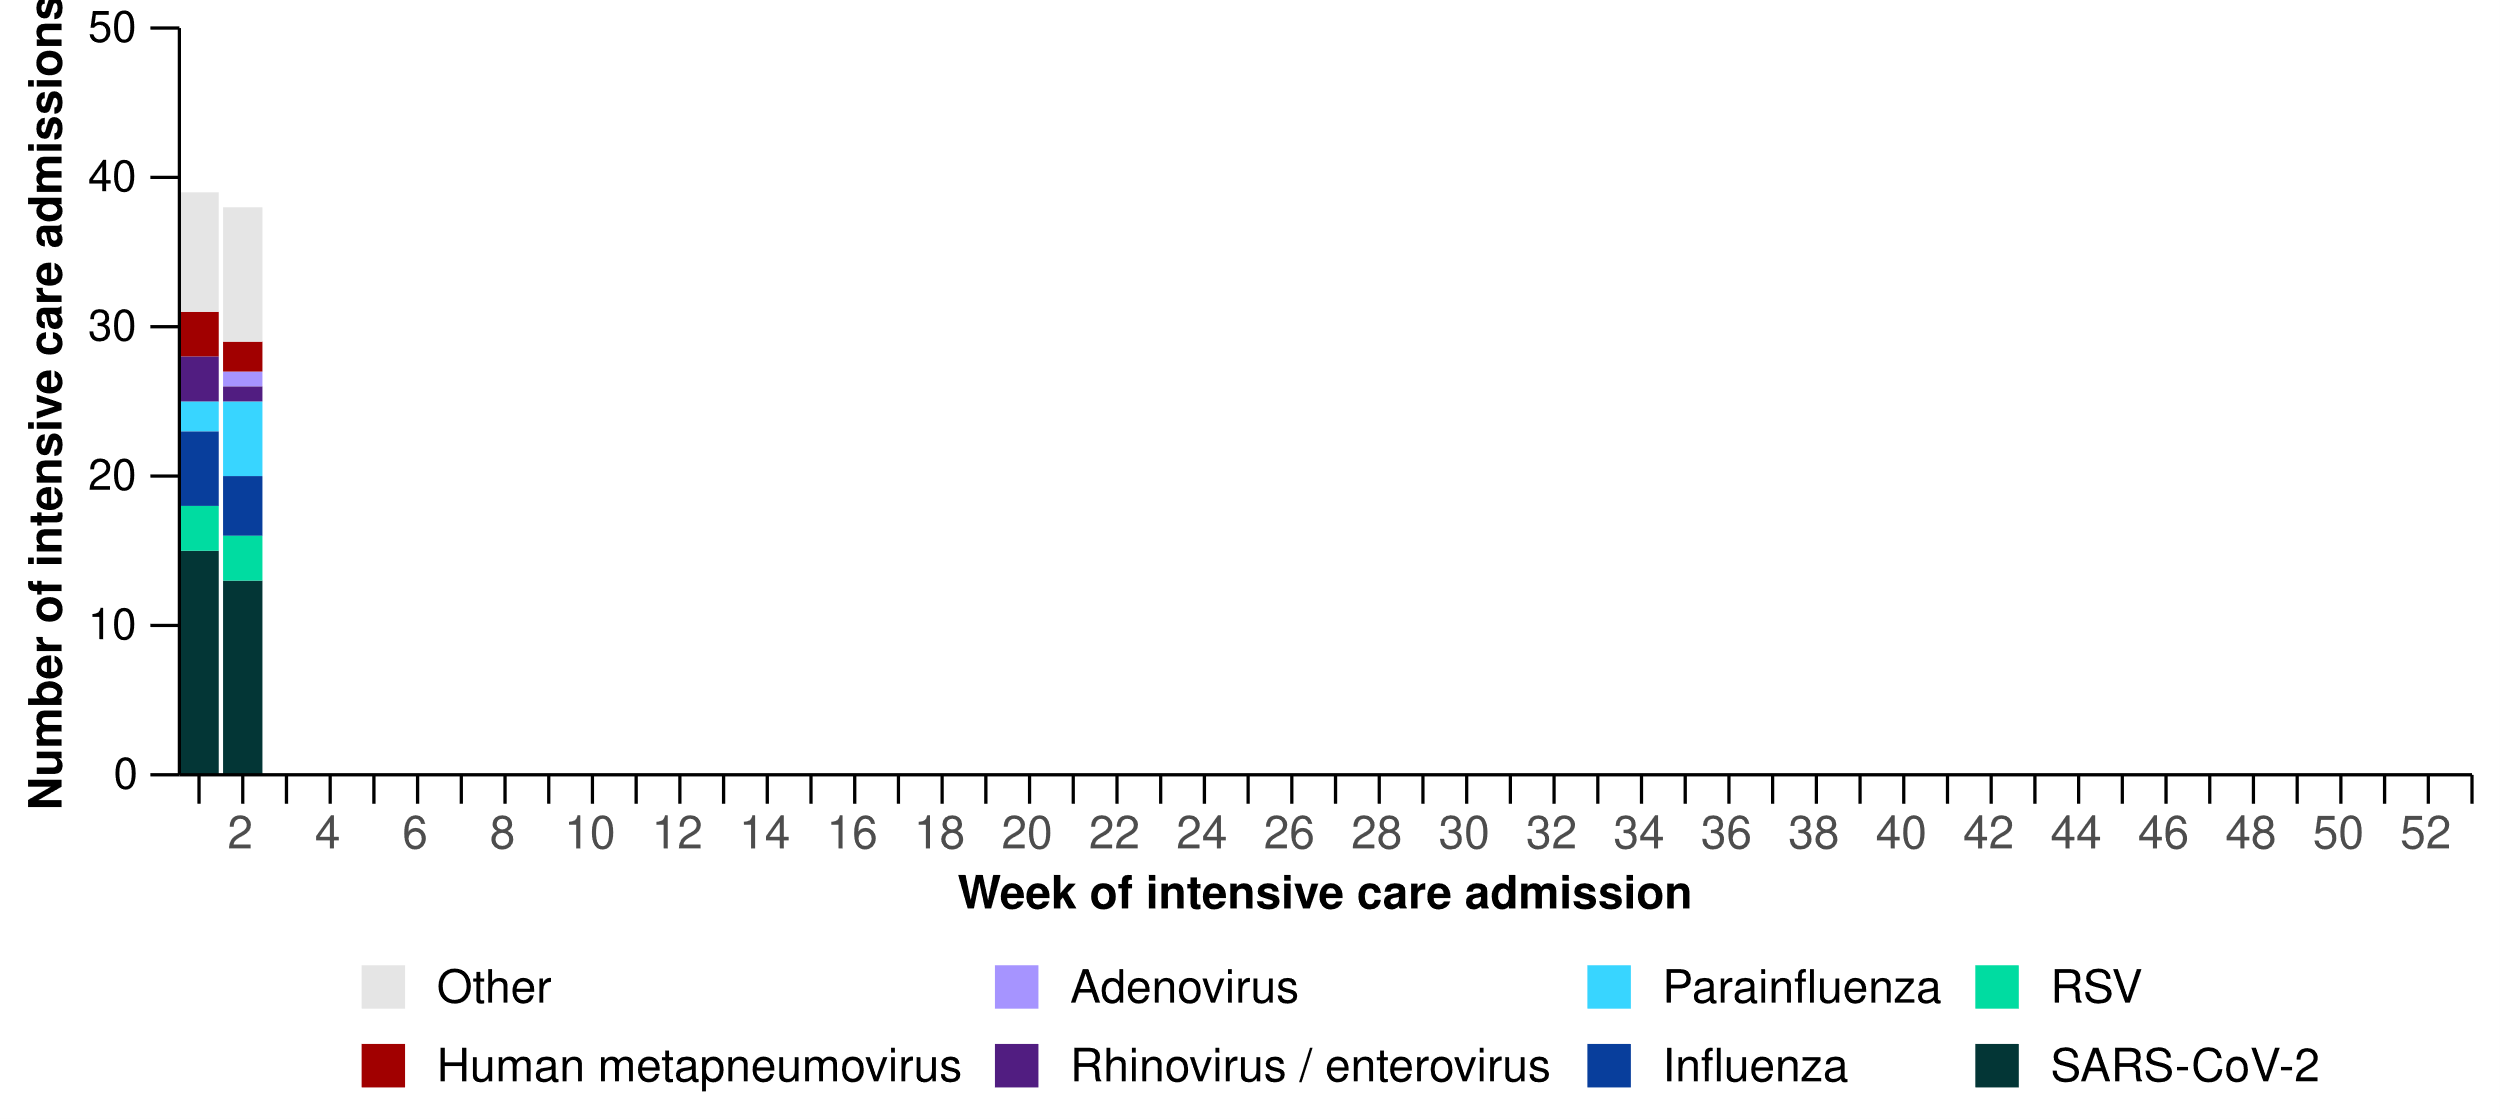 Number of intensive care admissions
50
40
30
20
10
0
2 4 6 8 10 12 14 16 18 20 22 24 26 28 30 32 34 36 38 40 42 44 46 48 50 52
Week of intensive care admission
Other Adenovirus Parainfluenza RSV
Human metapneumovirus Rhinovirus / enterovirus Influenza SARS-CoV-2